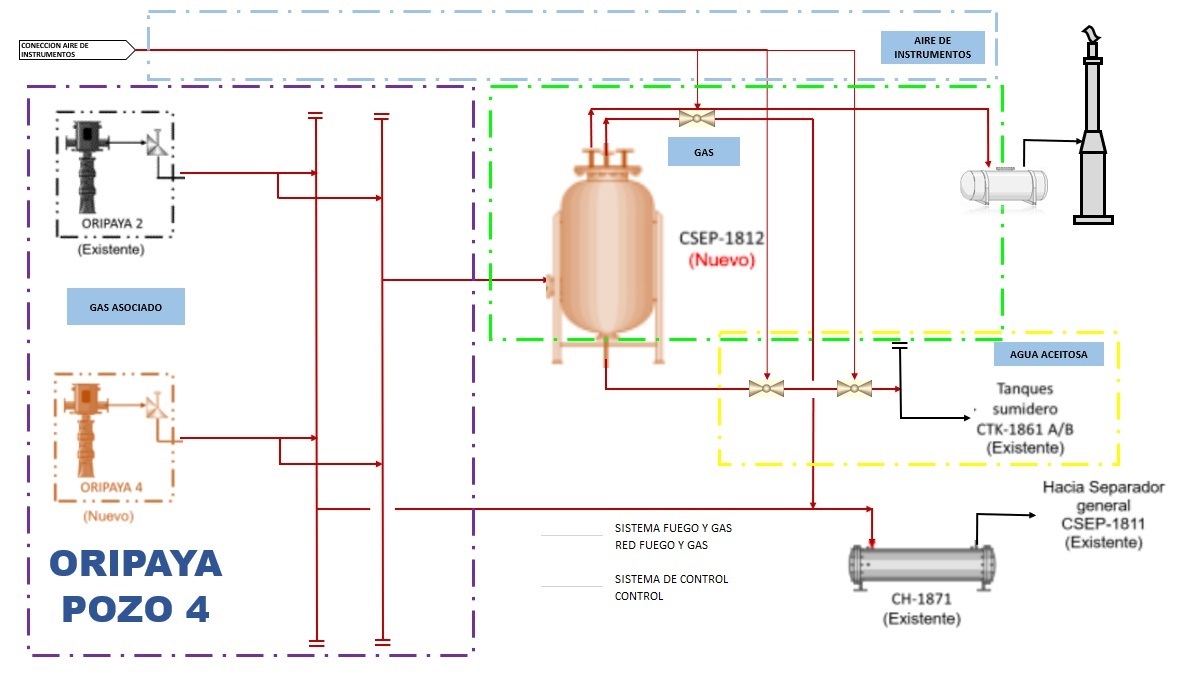 CONECCION AIRE DE
INSTRUMENTOS
AIRE DE
INSTRUMENTOS
ORIPAYA 2
(Existente)
GAS
CSEP-1812
(Nuevo)
GAS ASOCIADO
AGUA ACEITOSA
Tanques
sumidero
CTK-1861 A/B
(Existente)
ORIPAYA 4
(Nuevo)
Hacia Separador
general
CSEP-1811
(Existente)
SISTEMA FUEGO Y GAS
RED FUEGO Y GAS
ORIPAYA
POZO 4
SISTEMA DE CONTROL
CONTROL
CH-1871
(Existente)